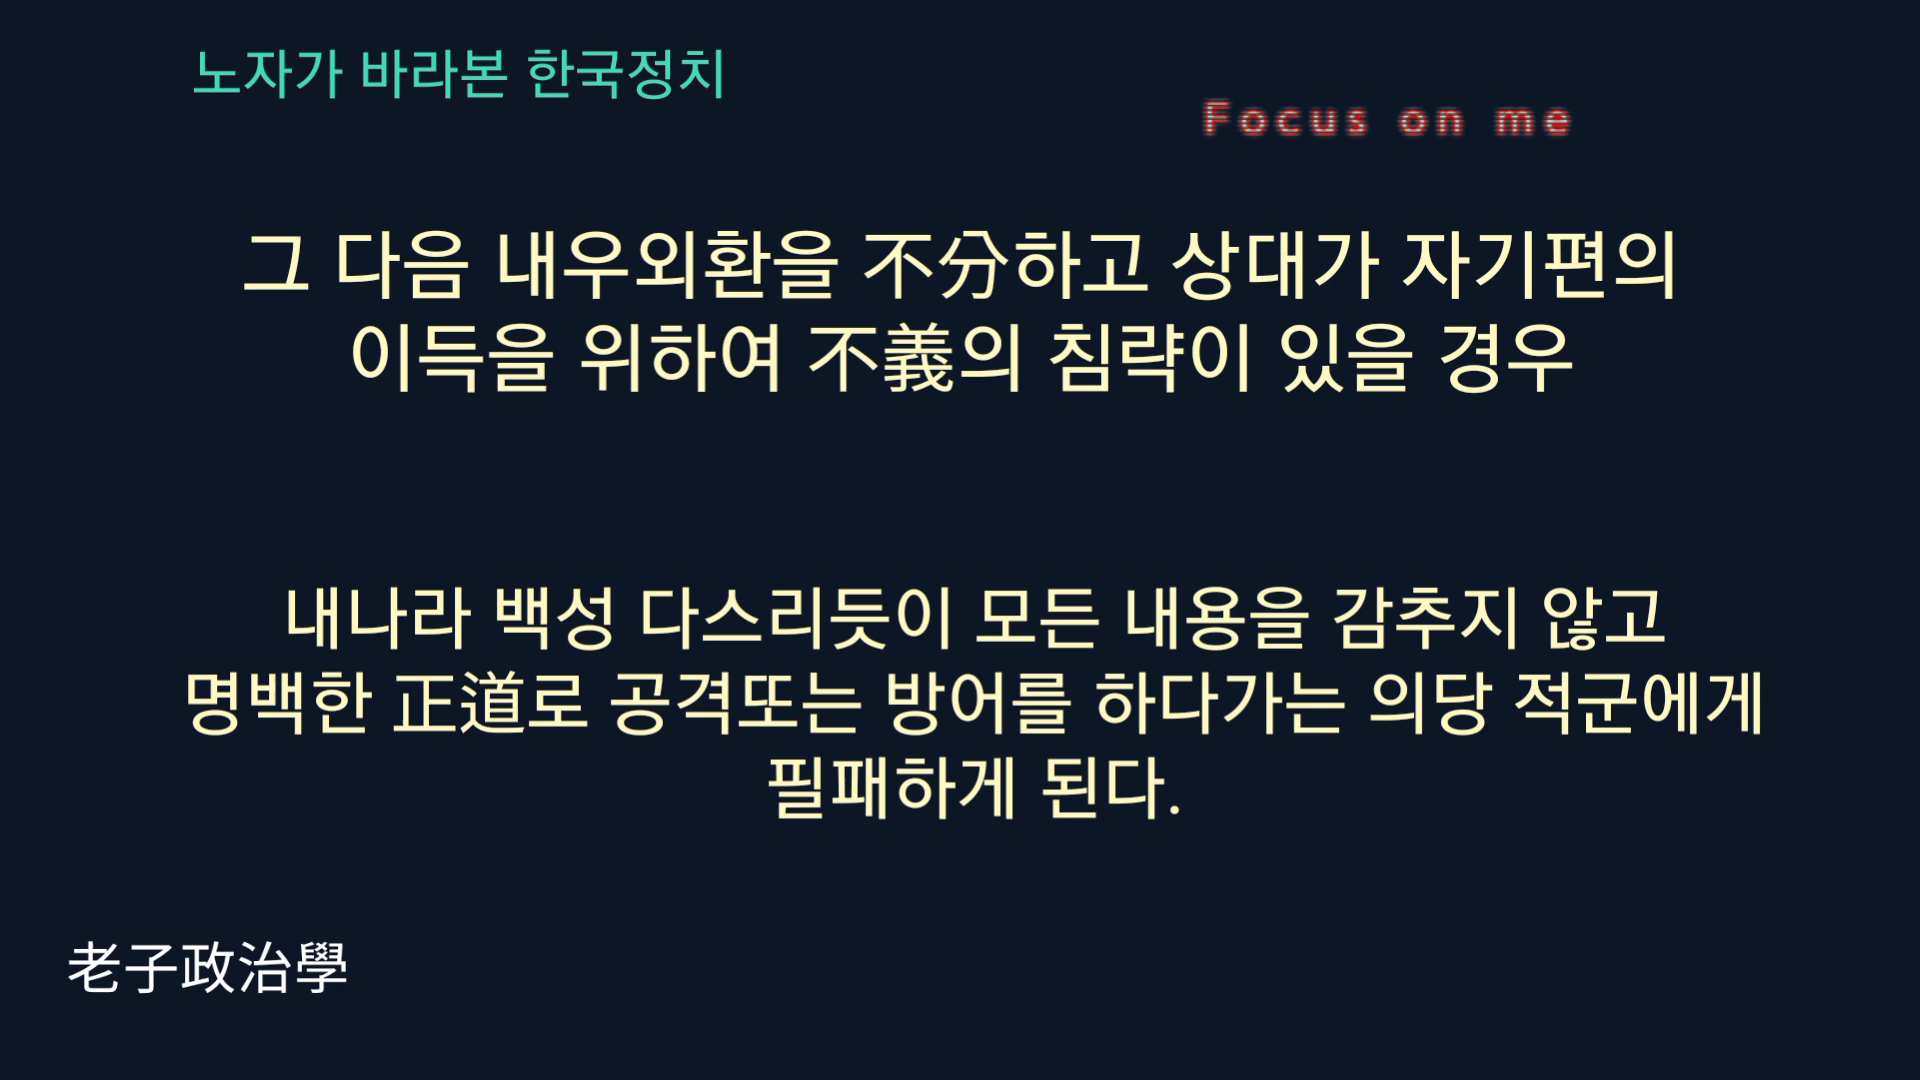 노자가 바라본 한국정치
Focus on me
그 다음 내우외환을 不分하고 상대가 자기편의
이득을 위하여 不義의 침략이 있을 경우
내나라 백성 다스리듯이 모든 내용을 감추지 않고
명백한 正道로 공격또는 방어를 하다가는 의당 적군에게
필패하게 된다.
老子政治學